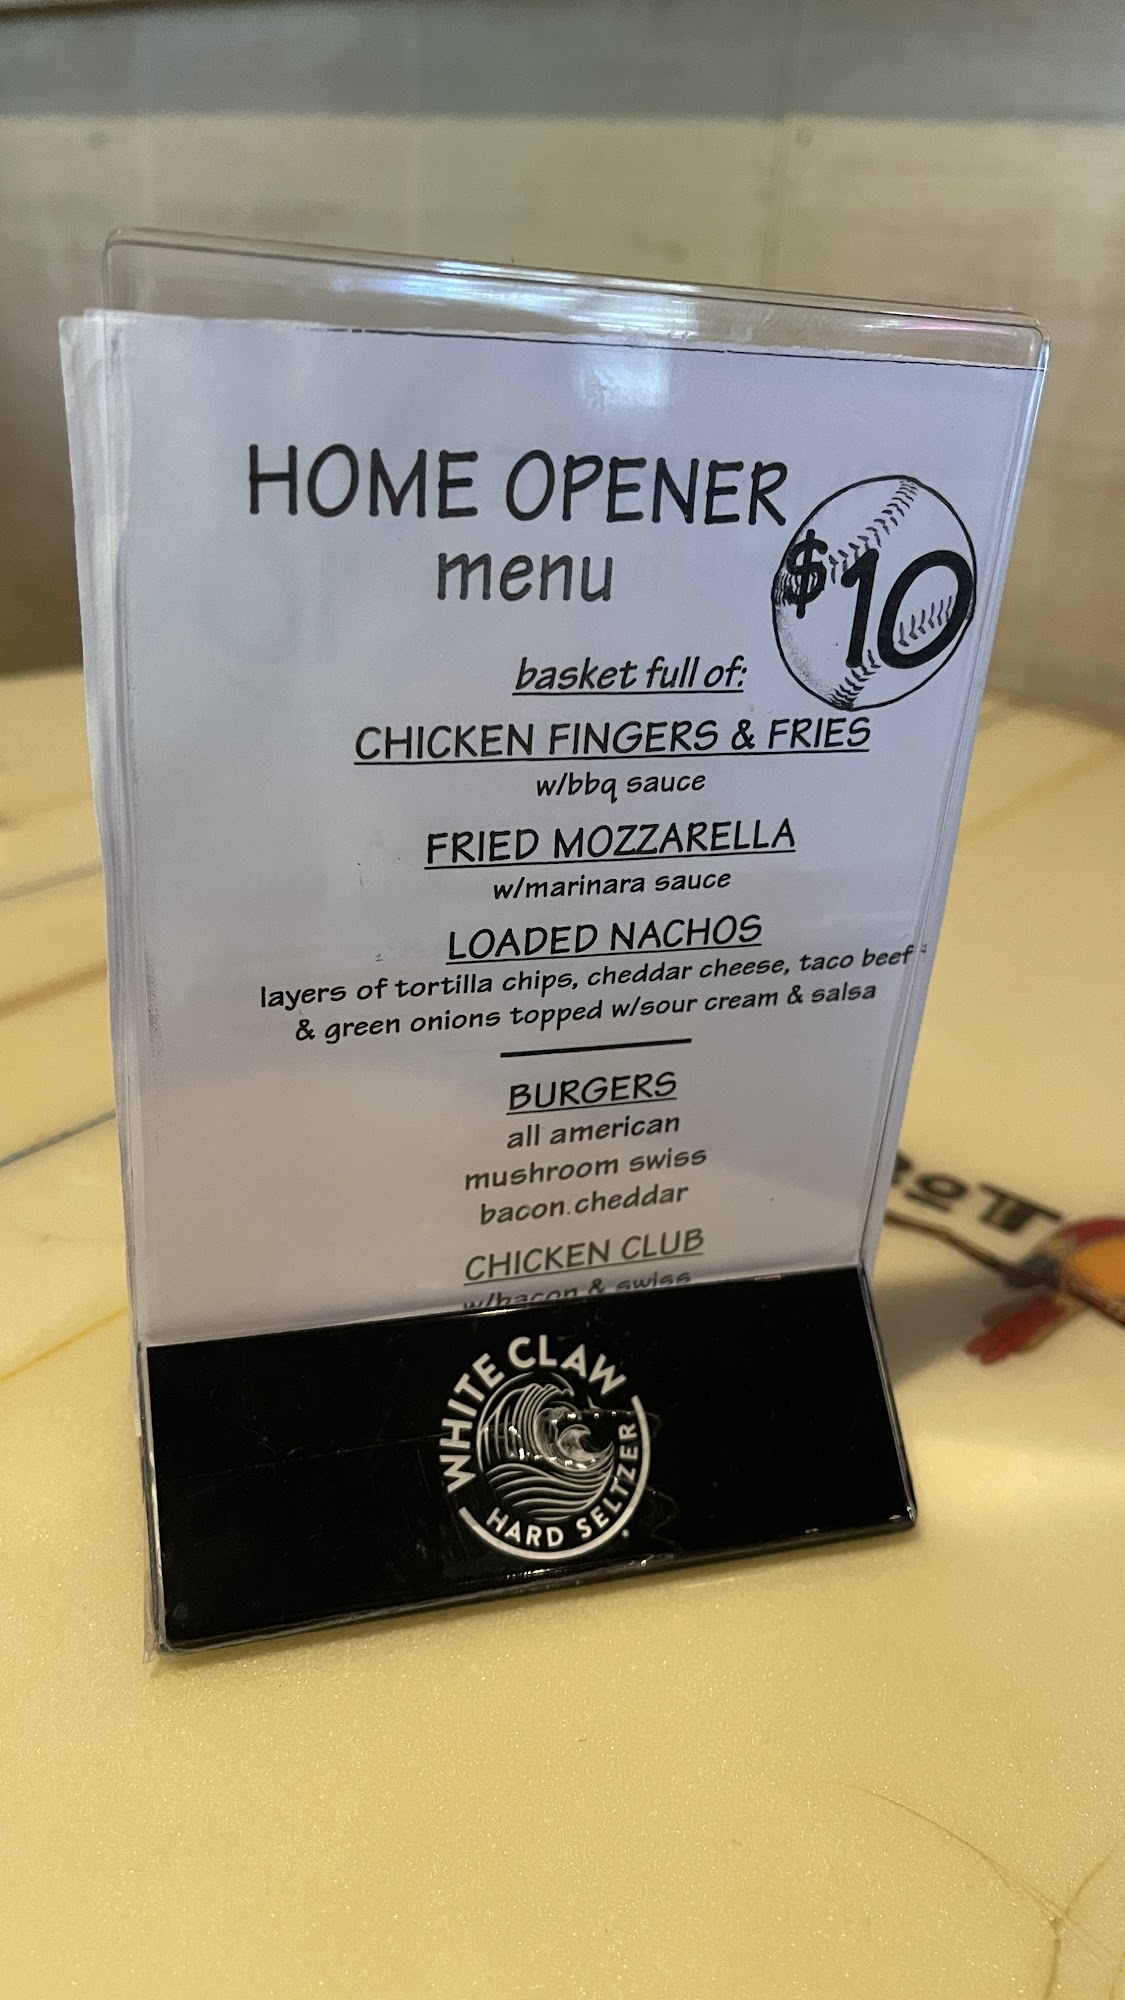 HOME OPENER
menu
$10
basket full of:
CHICKEN FINGERS & FRIES
w/bbq sauce
FRIED MOZZARELLA
w/marinara sauce
LOADED NACHOS
layers of tortilla chips, cheddar cheese, taco beef
& green onions topped w/sour cream & salsa
BURGERS
all american
mushroom swiss
bacon cheddar
CHICKEN CLUB
w/bacon & swiss
WHITE CLAW
HARD SELTZER